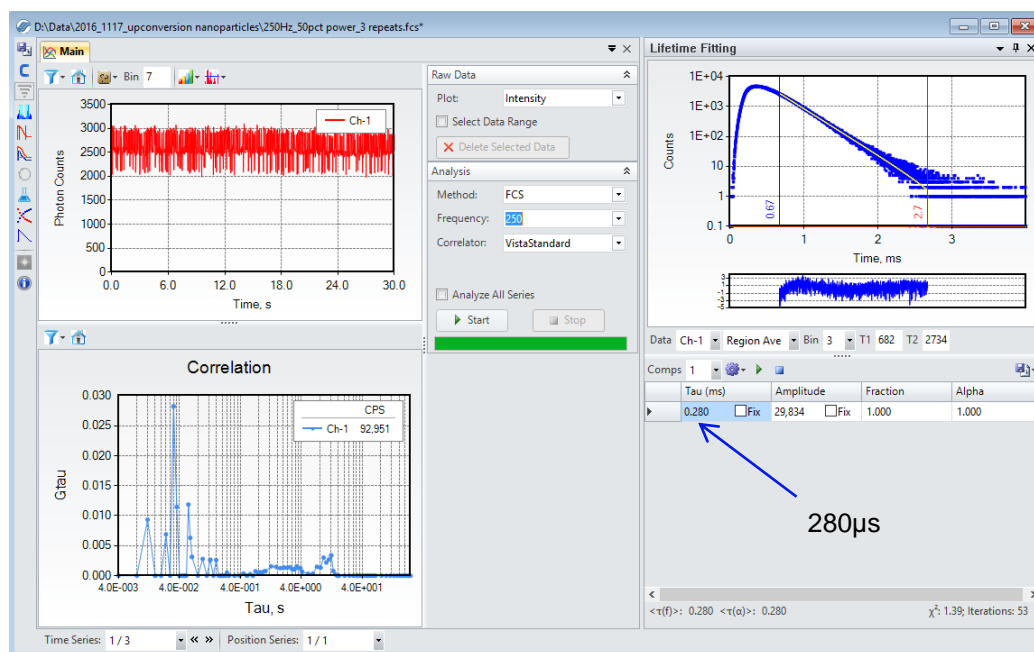 D:\Data\2016_1117_upconversion nanoparticles\250Hz_50pct power_3 repeats.fcs*
Main
Bin 7
3500
3000
2500
2000
1500
1000
500
0
Photon Counts
Ch-1
0.0 6.0 12.0 18.0 24.0 30.0
Time, s
Correlation
0.030
0.025
0.020
0.015
0.010
0.005
0.000
Gtau
CPS
Ch-1 92,951
4.0E-003 4.0E-002 4.0E-001 4.0E+000 4.0E+001
Tau, s
Time Series: 1 / 3 Position Series: 1 / 1
Raw Data
Plot: Intensity
Select Data Range
Delete Selected Data
Analysis
Method: FCS
Frequency: 250
Correlator: VistaStandard
Analyze All Series
Start Stop
Lifetime Fitting
1E+04
1E+03
1E+02
10
1
0.1
Counts
0.67
2.7
0 1 2 3
Time, ms
3
1
-1
-3
-5
Data Ch-1 Region Ave Bin 3 T1 682 T2 2734
Comps 1
Tau (ms) Amplitude Fraction Alpha
0.280 Fix 29,834 Fix 1.000 1.000
280µs
<τ(f)>: 0.280 <τ(α)>: 0.280 χ²: 1.39; Iterations: 53